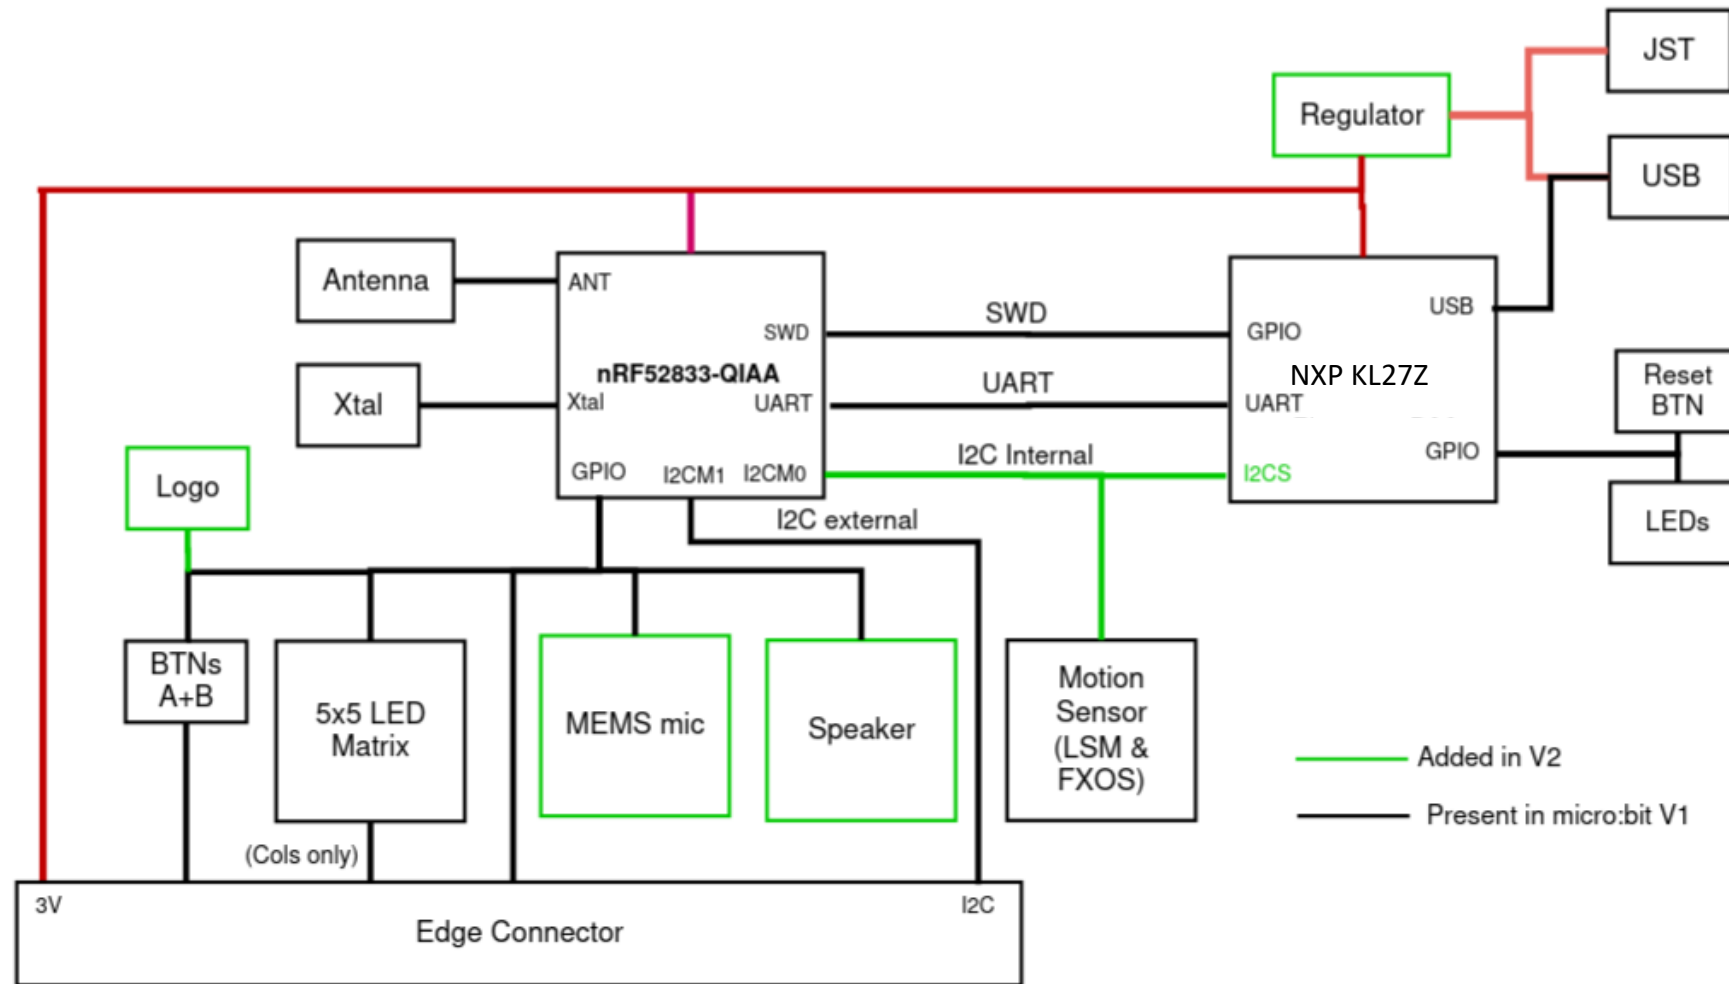 JST
Regulator
USB
Antenna
ANT
SWD
SWD
USB
GPIO
nRF52833-QIAA
NXP KL27Z
Reset
BTN
Xtal
Xtal
UART
UART
UART
GPIO
I2C Internal
GPIO
I2CM1
I2CM0
I2CS
Logo
I2C external
LEDs
BTNs
A+B
5x5 LED
Matrix
MEMS mic
Speaker
Motion
Sensor
(LSM &
FXOS)
Added in V2
Present in micro:bit V1
(Cols only)
3V
I2C
Edge Connector